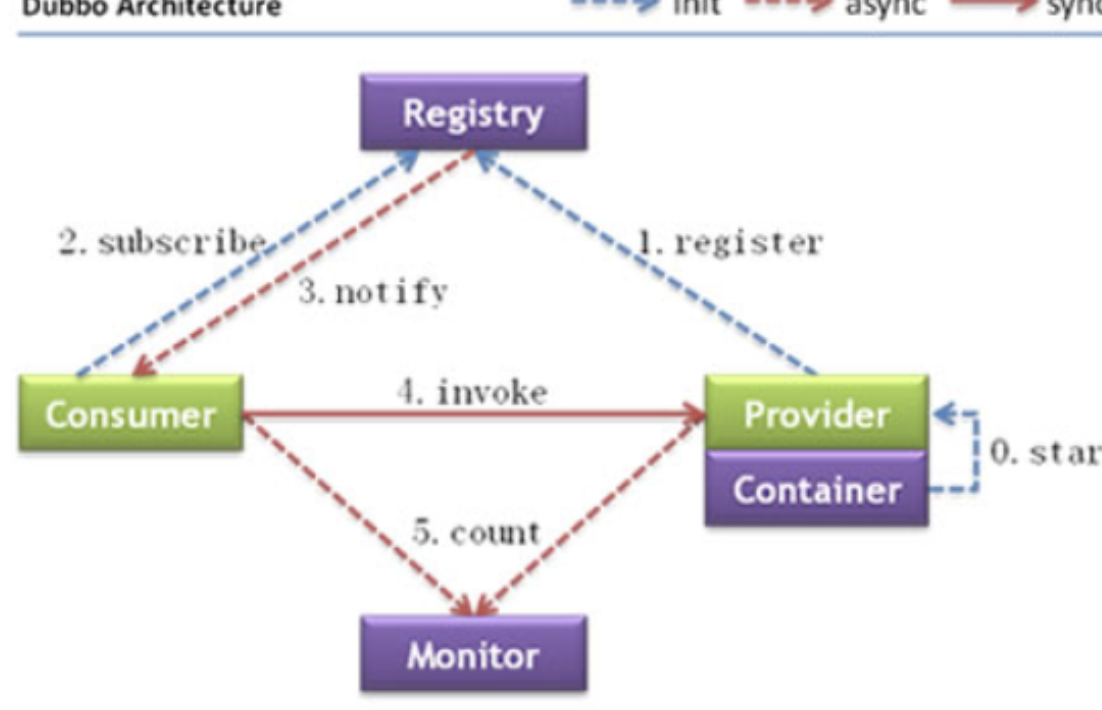 Dubbo Architecture
init async sync
Registry
2. subscribe
1. register
3. notify
4. invoke
Consumer
Provider
0. star
Container
5. count
Monitor